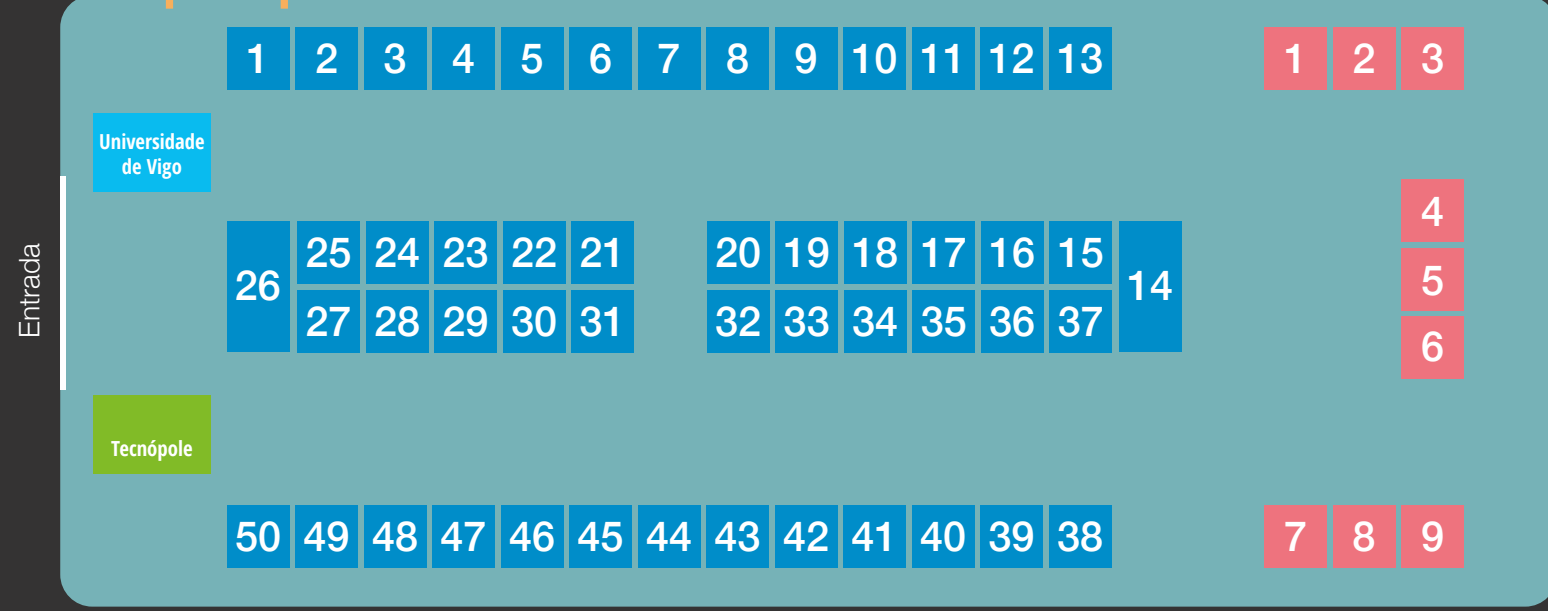 1 2 3 4 5 6 7 8 9 10 11 12 13 1 2 3
Universidade
de Vigo
4
Entrada
26 25 24 23 22 21 20 19 18 17 16 15 14
5
27 28 29 30 31 32 33 34 35 36 37
6
Tecnópole
50 49 48 47 46 45 44 43 42 41 40 39 38 7 8 9